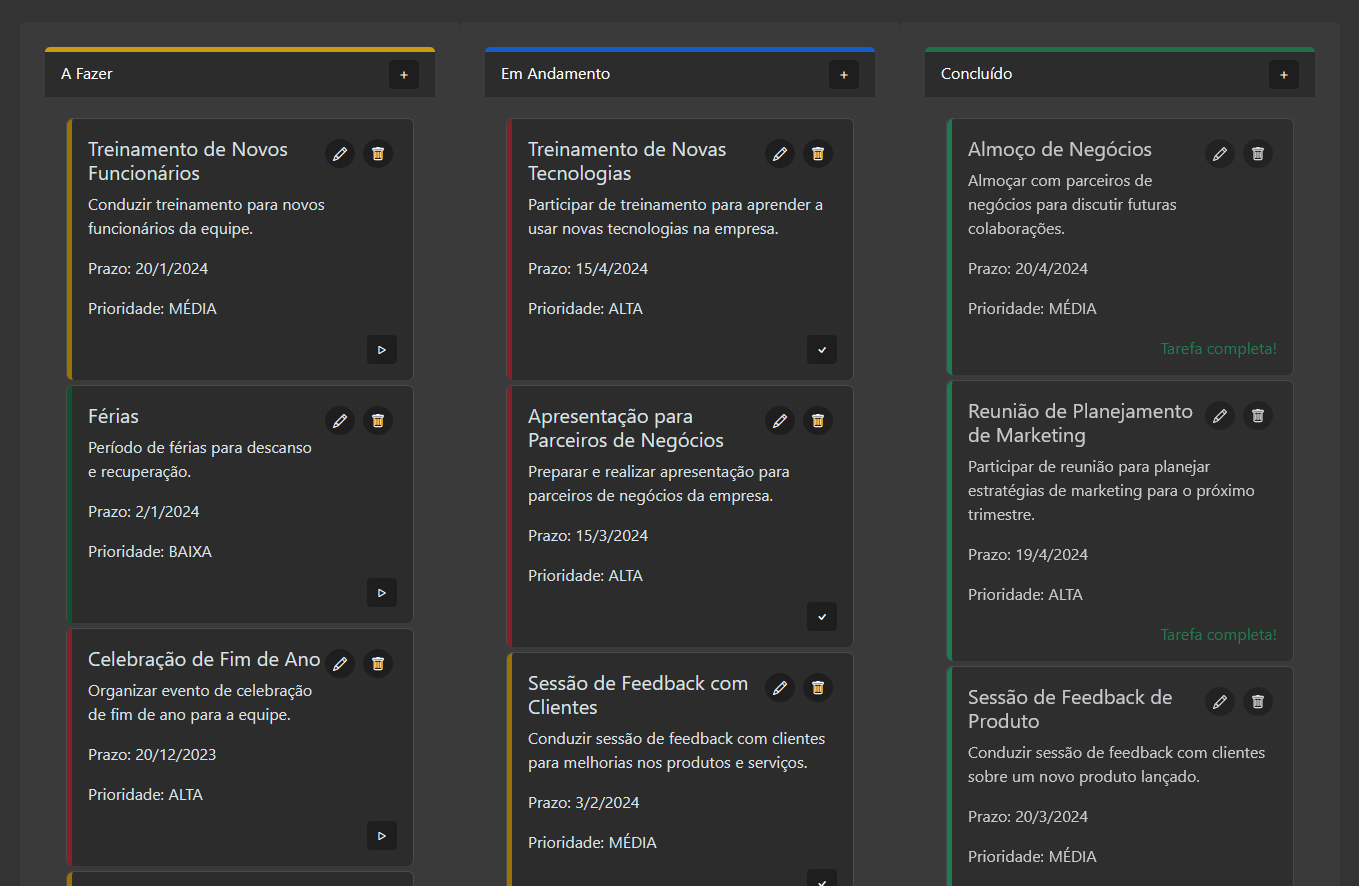 A Fazer
+
Treinamento de Novos
Funcionários
Conduzir treinamento para novos
funcionários da equipe.
Prazo: 20/1/2024
Prioridade: MÉDIA
Férias
Período de férias para descanso
e recuperação.
Prazo: 2/1/2024
Prioridade: BAIXA
Celebração de Fim de Ano
Organizar evento de celebração
de fim de ano para a equipe.
Prazo: 20/12/2023
Prioridade: ALTA
Em Andamento
+
Treinamento de Novas
Tecnologias
Participar de treinamento para aprender a
usar novas tecnologias na empresa.
Prazo: 15/4/2024
Prioridade: ALTA
Apresentação para
Parceiros de Negócios
Preparar e realizar apresentação para
parceiros de negócios da empresa.
Prazo: 15/3/2024
Prioridade: ALTA
Sessão de Feedback com
Clientes
Conduzir sessão de feedback com clientes
para melhorias nos produtos e serviços.
Prazo: 3/2/2024
Prioridade: MÉDIA
Concluído
+
Almoço de Negócios
Almoçar com parceiros de
negócios para discutir futuras
colaborações.
Prazo: 20/4/2024
Prioridade: MÉDIA
Tarefa completa!
Reunião de Planejamento
de Marketing
Participar de reunião para planejar
estratégias de marketing para o próximo
trimestre.
Prazo: 19/4/2024
Prioridade: ALTA
Tarefa completa!
Sessão de Feedback de
Produto
Conduzir sessão de feedback com clientes
sobre um novo produto lançado.
Prazo: 20/3/2024
Prioridade: MÉDIA